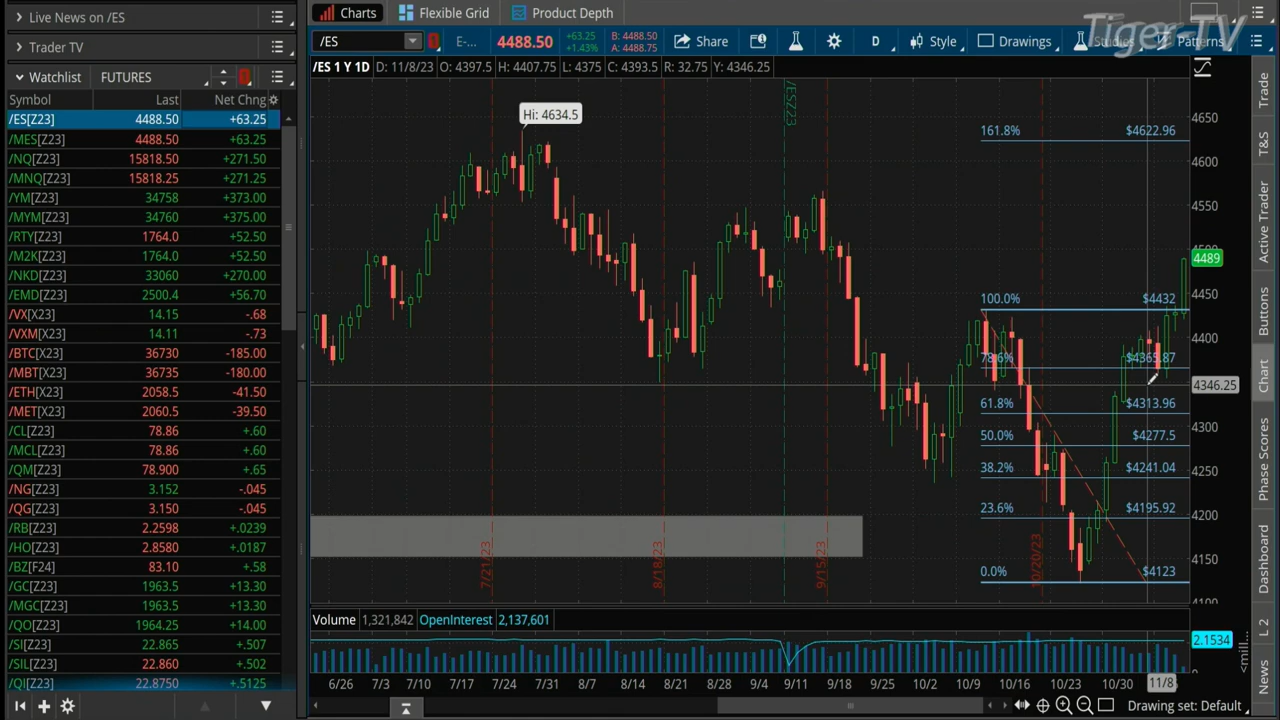 Live News on /ES
Trader TV
Watchlist FUTURES
Symbol Last Net Chng
/ES[Z23] 4488.50 +63.25
/MES[Z23] 4488.50 +63.25
/NQ[Z23] 15818.50 +271.50
/MNQ[Z23] 15818.25 +271.25
/YM[Z23] 34758 +373.00
/MYM[Z23] 34760 +375.00
/RTY[Z23] 1764.0 +52.50
/M2K[Z23] 1764.0 +52.50
/NKD[Z23] 33060 +270.00
/EMD[Z23] 2500.4 +56.70
/VX[X23] 14.15 -.68
/VXM[X23] 14.11 -.73
/BTC[X23] 36730 -185.00
/MBT[X23] 36735 -180.00
/ETH[X23] 2058.5 -41.50
/MET[X23] 2060.5 -39.50
/CL[Z23] 78.86 +.60
/MCL[Z23] 78.86 +.60
/QM[Z23] 78.900 +.65
/NG[Z23] 3.152 -.045
/QG[Z23] 3.150 -.045
/RB[Z23] 2.2598 +.0239
/HO[Z23] 2.8580 +.0187
/BZ[F24] 83.10 +.58
/GC[Z23] 1963.5 +13.30
/MGC[Z23] 1963.5 +13.30
/QO[Z23] 1964.25 +14.00
/SI[Z23] 22.865 +.507
/SIL[Z23] 22.860 +.502
/QI[Z23] 22.8750 +.5125
Charts Flexible Grid Product Depth
Tiger-TV
/ES E-... 4488.50 +63.25 +1.43% B: 4488.50 A: 4488.75 Share D Style Drawings Studies Patterns
/ES 1 Y 1D D: 11/8/23 O: 4397.5 H: 4407.75 L: 4375 C: 4393.5 R: 32.75 Y: 4346.25
/ESZ23
Hi: 4634.5
161.8% $4622.96
100.0% $4432
78.6% $4365.87
61.8% $4313.96
50.0% $4277.5
38.2% $4241.04
23.6% $4195.92
0.0% $4123
4650
4600
4550
4500
4489
4450
4400
4346.25
4300
4250
4200
4150
4100
7/21/23
8/18/23
9/15/23
10/20/23
Volume 1,321,842 OpenInterest 2,137,601
2.1534
<mill...
0
6/26 7/3 7/10 7/17 7/24 7/31 8/7 8/14 8/21 8/28 9/4 9/11 9/18 9/25 10/2 10/9 10/16 10/23 10/30 11/8
Drawing set: Default
Trade
T&S
Active Trader
Buttons
Chart
Phase Scores
Dashboard
L 2
News